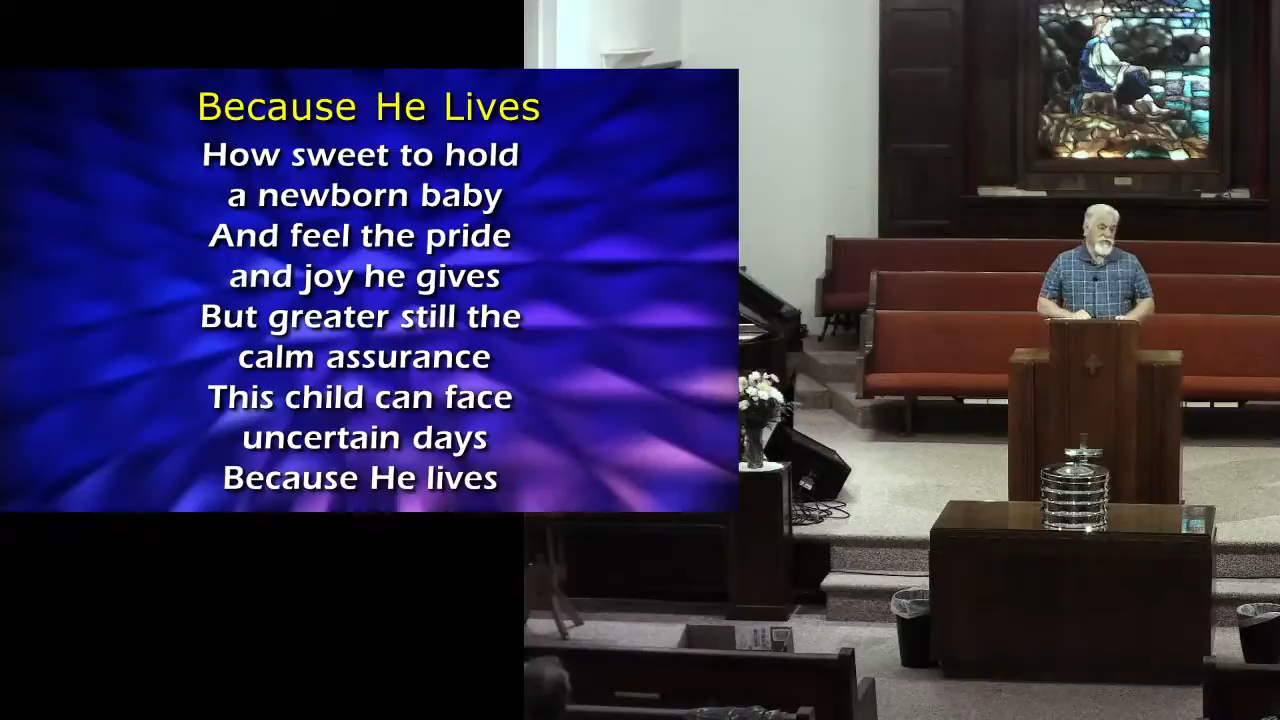 Because He Lives
How sweet to hold
a newborn baby
And feel the pride
and joy he gives
But greater still the
calm assurance
This child can face
uncertain days
Because He lives